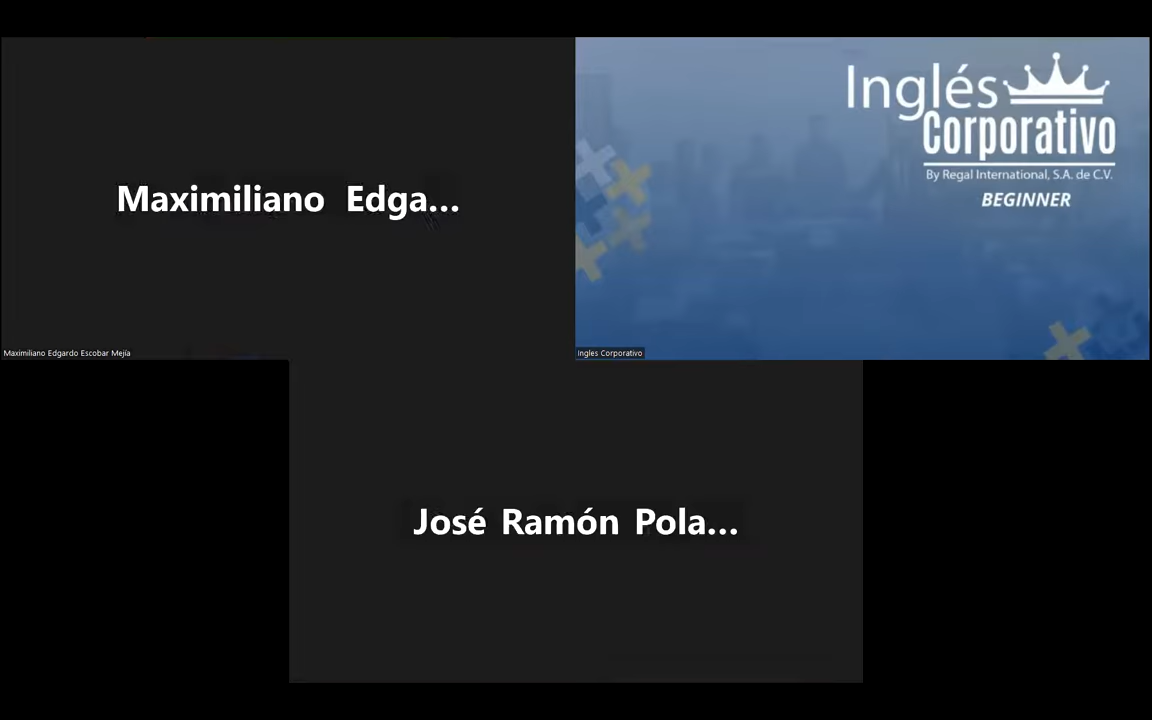 Maximiliano Edga...
Maximiliano Edgardo Escobar Mejía
Inglés
Corporativo
By Regal International, S.A. de C.V.
BEGINNER
Ingles Corporativo
José Ramón Pola...